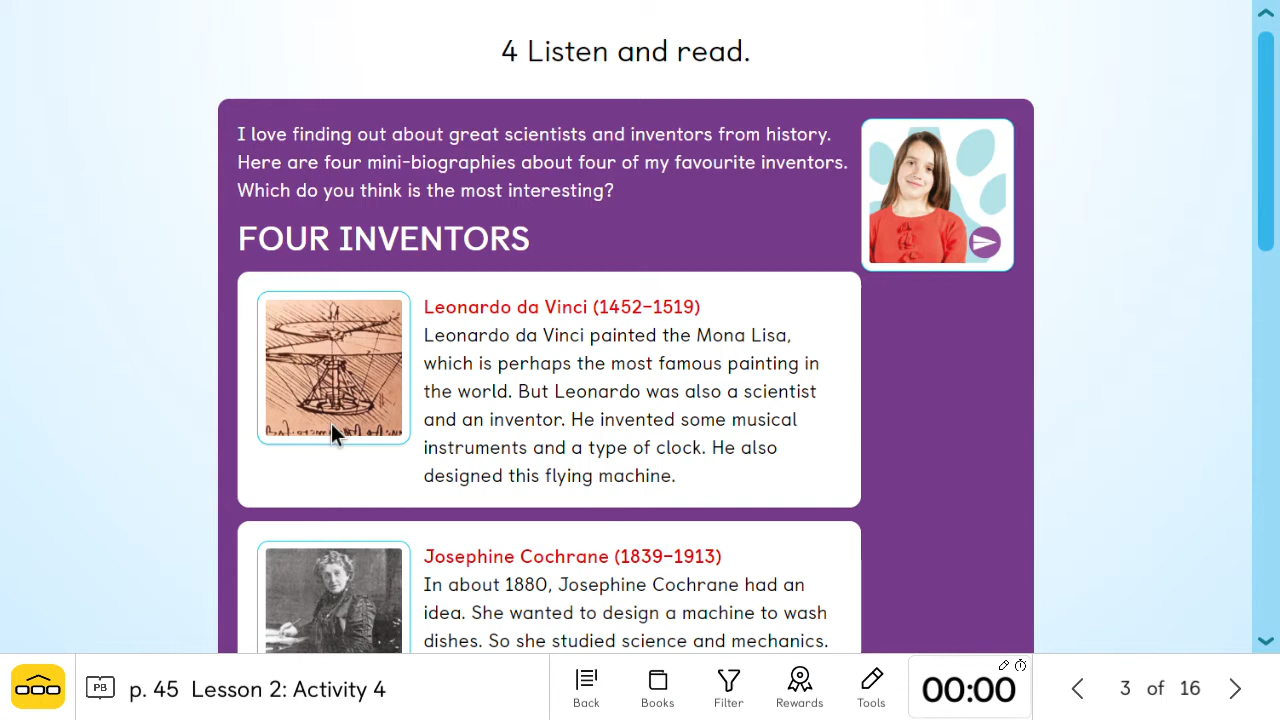 4 Listen and read.
I love finding out about great scientists and inventors from history.
Here are four mini-biographies about four of my favourite inventors.
Which do you think is the most interesting?
FOUR INVENTORS
Leonardo da Vinci (1452–1519)
Leonardo da Vinci painted the Mona Lisa,
which is perhaps the most famous painting in
the world. But Leonardo was also a scientist
and an inventor. He invented some musical
instruments and a type of clock. He also
designed this flying machine.
Josephine Cochrane (1839–1913)
In about 1880, Josephine Cochrane had an
idea. She wanted to design a machine to wash
dishes. So she studied science and mechanics.
PB
p. 45 Lesson 2: Activity 4
Back
Books
Filter
Rewards
Tools
00:00
3 of 16